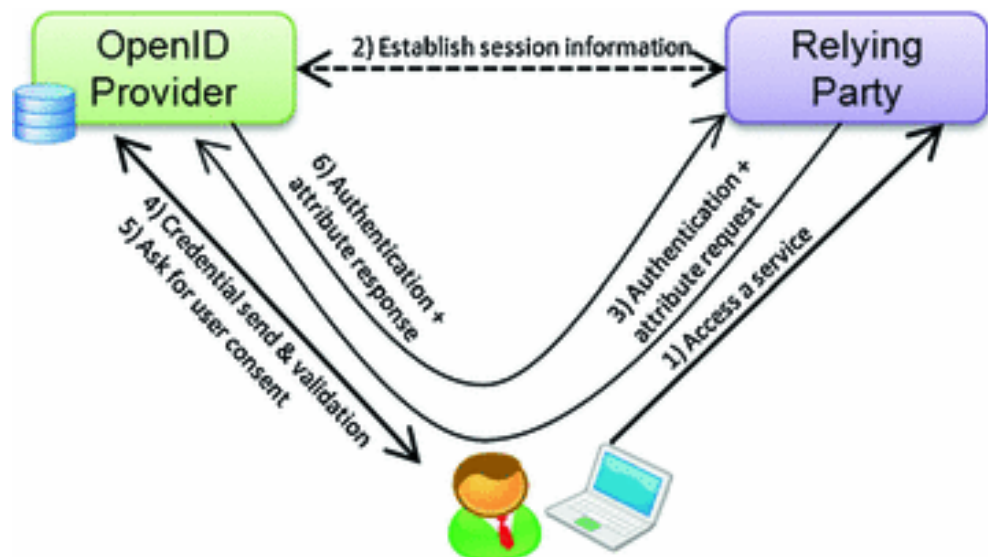 OpenID
Provider
2) Establish session information
Relying
Party
6) Authentication +
attribute response
3) Authentication +
attribute request
1) Access a service
4) Credential send & validation
5) Ask for user consent